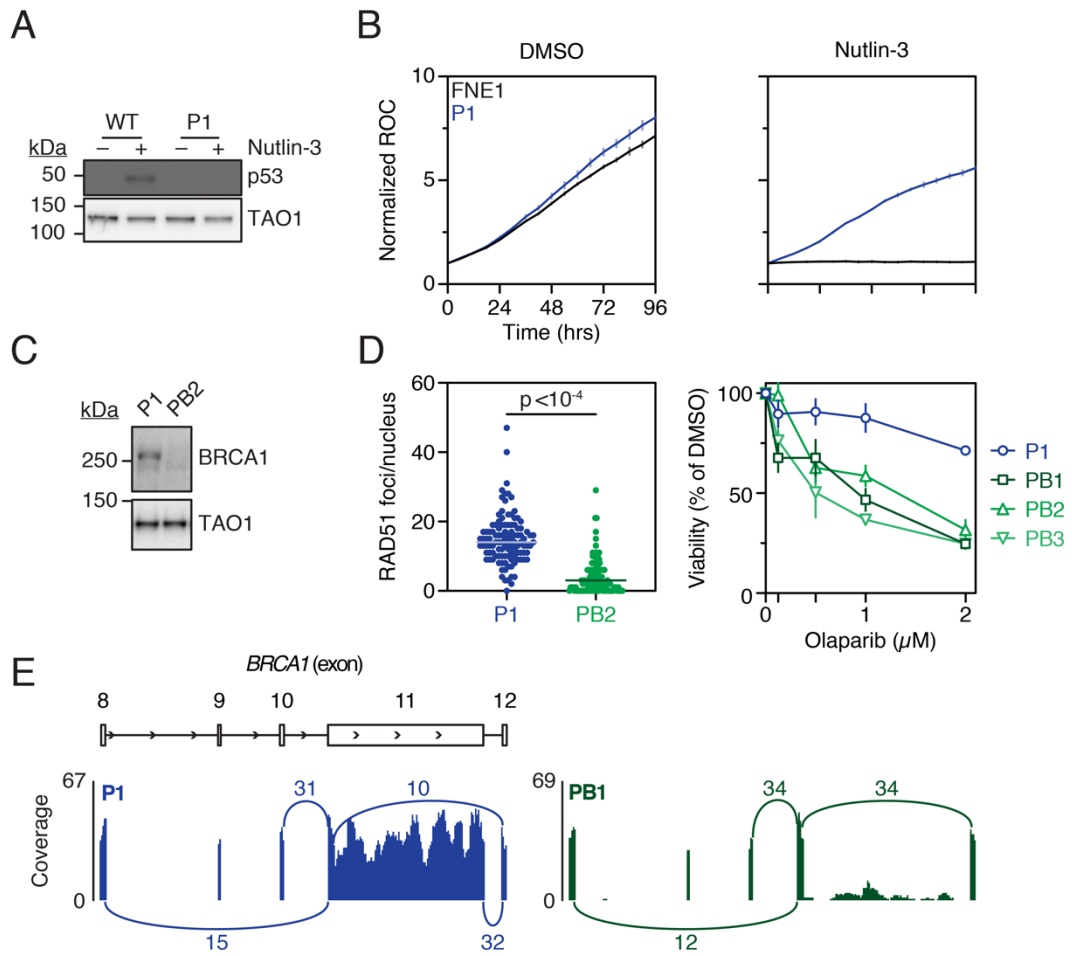 A
WT P1
kDa − + − + Nutlin-3
50 p53
150
100 TAO1
B
DMSO
Nutlin-3
Normalized ROC
10
5
0
FNE1
P1
0 24 48 72 96
Time (hrs)
C
P1 PB2
kDa
250 BRCA1
150
TAO1
D
RAD51 foci/nucleus
60
40
20
0
p<10-4
P1 PB2
Viability (% of DMSO)
100
50
0
0 1 2
Olaparib (µM)
P1
PB1
PB2
PB3
E
BRCA1 (exon)
8 9 10 11 12
Coverage
67
0
P1
31 10
15 32
69
0
PB1
34 34
12